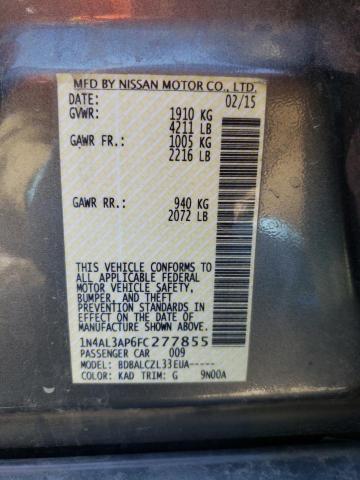 MFD BY NISSAN MOTOR CO., LTD.
DATE: 02/15
GVWR: 1910 KG
4211 LB
GAWR FR.: 1005 KG
2216 LB
GAWR RR.: 940 KG
2072 LB
THIS VEHICLE CONFORMS TO
ALL APPLICABLE FEDERAL
MOTOR VEHICLE SAFETY,
BUMPER, AND THEFT
PREVENTION STANDARDS IN
EFFECT ON THE DATE OF
MANUFACTURE SHOWN ABOVE.
1N4AL3AP6FC277855
PASSENGER CAR 009
MODEL: BDBALCZL33EUA-----
COLOR: KAD TRIM: G 9N00A